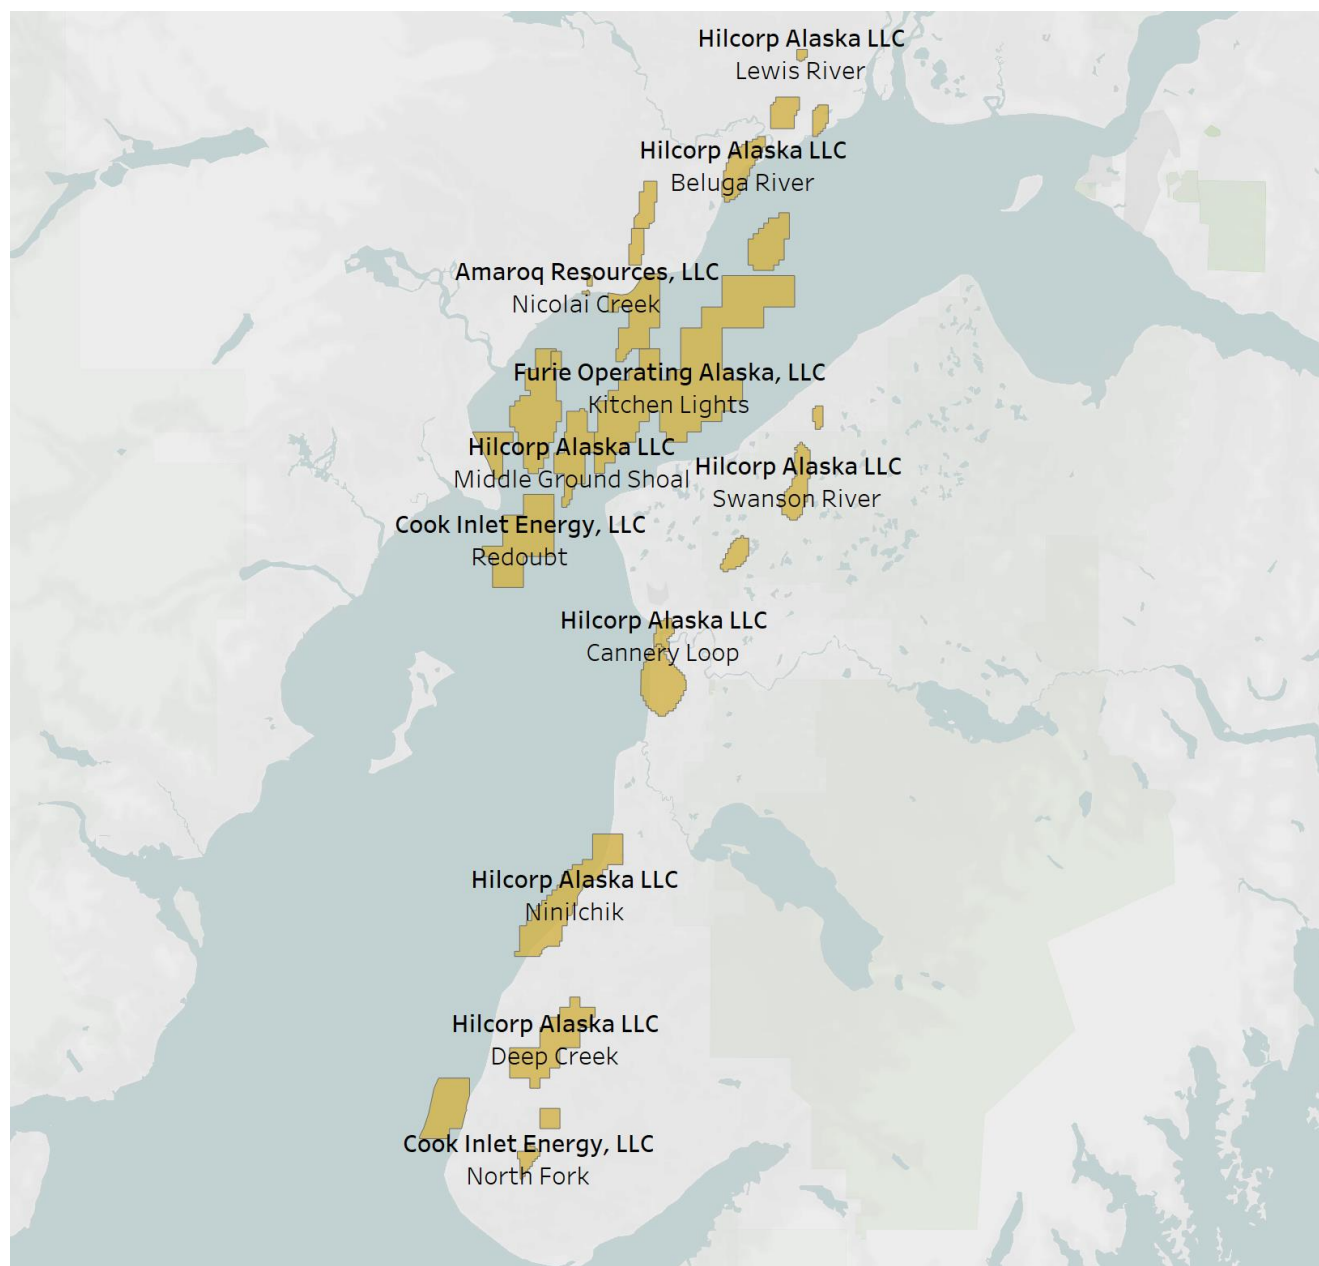 Hilcorp Alaska LLC
Lewis River
Hilcorp Alaska LLC
Beluga River
Amaroq Resources, LLC
Nicolai Creek
Furie Operating Alaska, LLC
Kitchen Lights
Hilcorp Alaska LLC
Middle Ground Shoal
Hilcorp Alaska LLC
Swanson River
Cook Inlet Energy, LLC
Redoubt
Hilcorp Alaska LLC
Cannery Loop
Hilcorp Alaska LLC
Ninilchik
Hilcorp Alaska LLC
Deep Creek
Cook Inlet Energy, LLC
North Fork